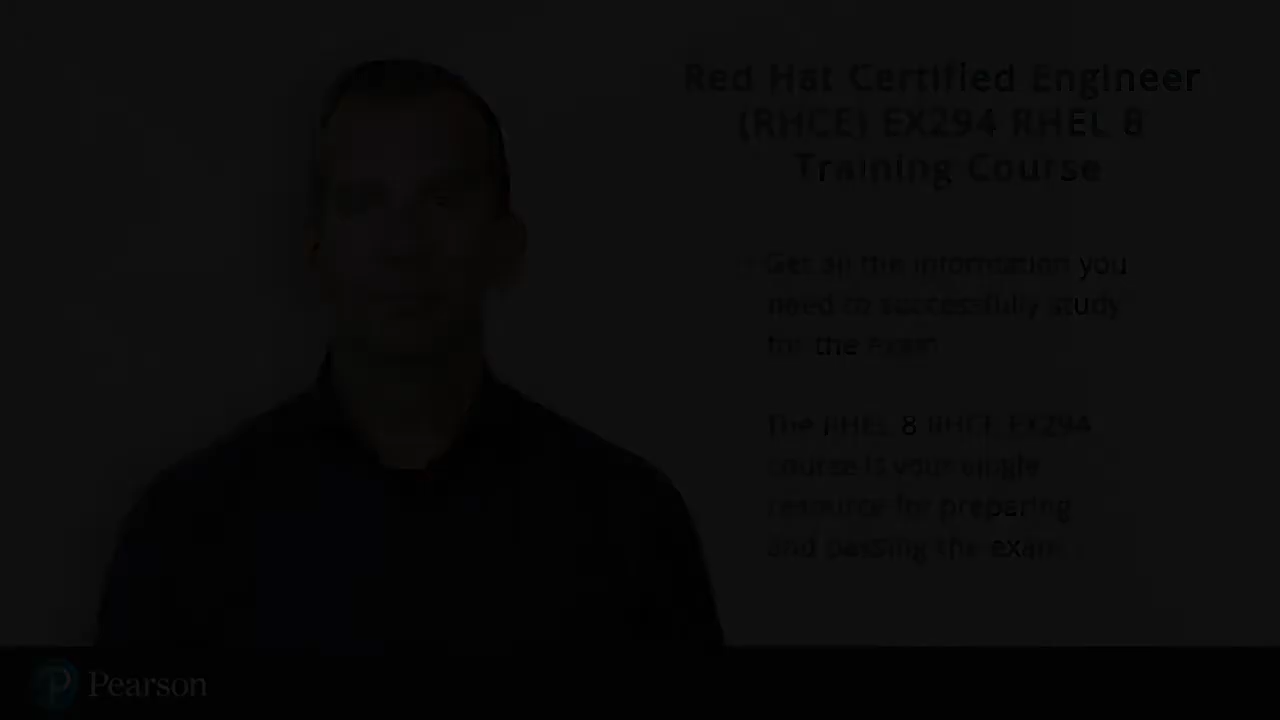 Red Hat Certified Engineer
(RHCE) EX294 RHEL 8
Training Course
Get all the information you
need to successfully study
for the exam
The RHEL 8 RHCE EX294
course is your single
resource for preparing
and passing the exam
Pearson